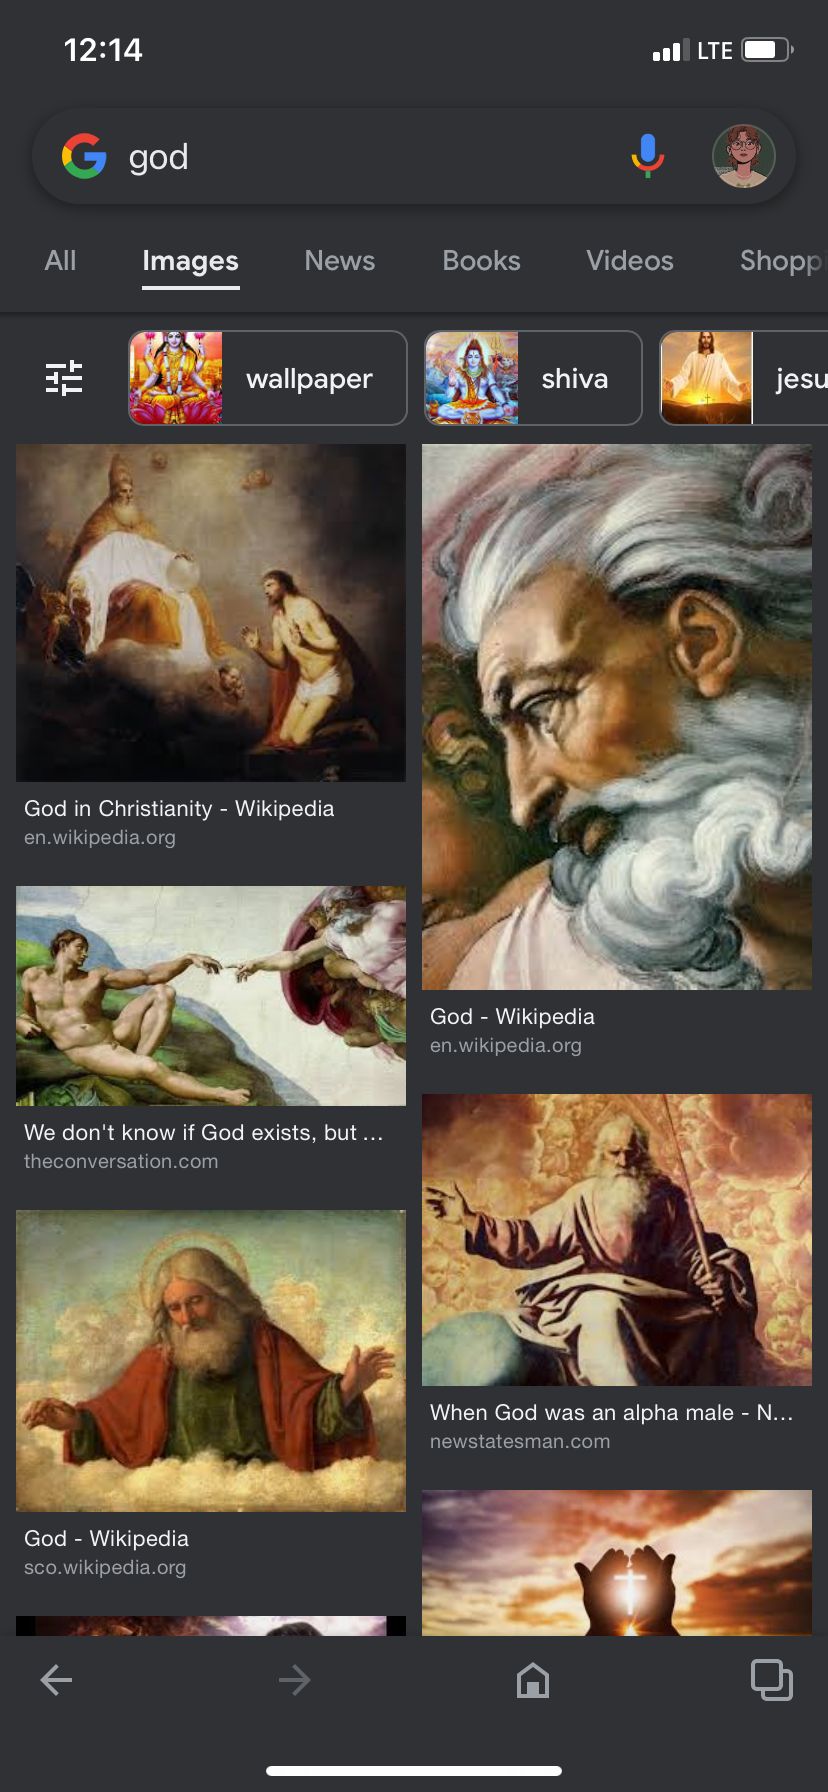 12:14
LTE
god
All Images News Books Videos Shopp
wallpaper shiva jesu
God in Christianity - Wikipedia
en.wikipedia.org
God - Wikipedia
en.wikipedia.org
We don't know if God exists, but ...
theconversation.com
When God was an alpha male - N...
newstatesman.com
God - Wikipedia
sco.wikipedia.org